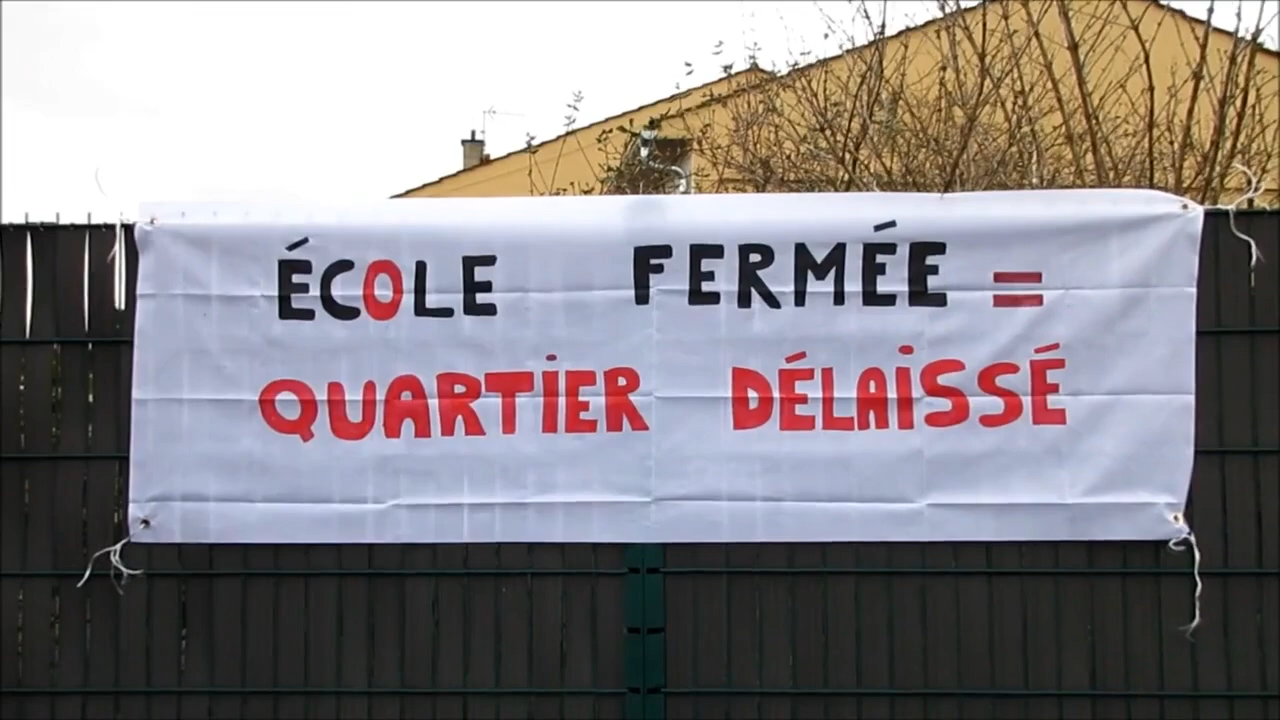 ÉCOLE FERMÉE =
QUARTIER DÉLAISSÉ